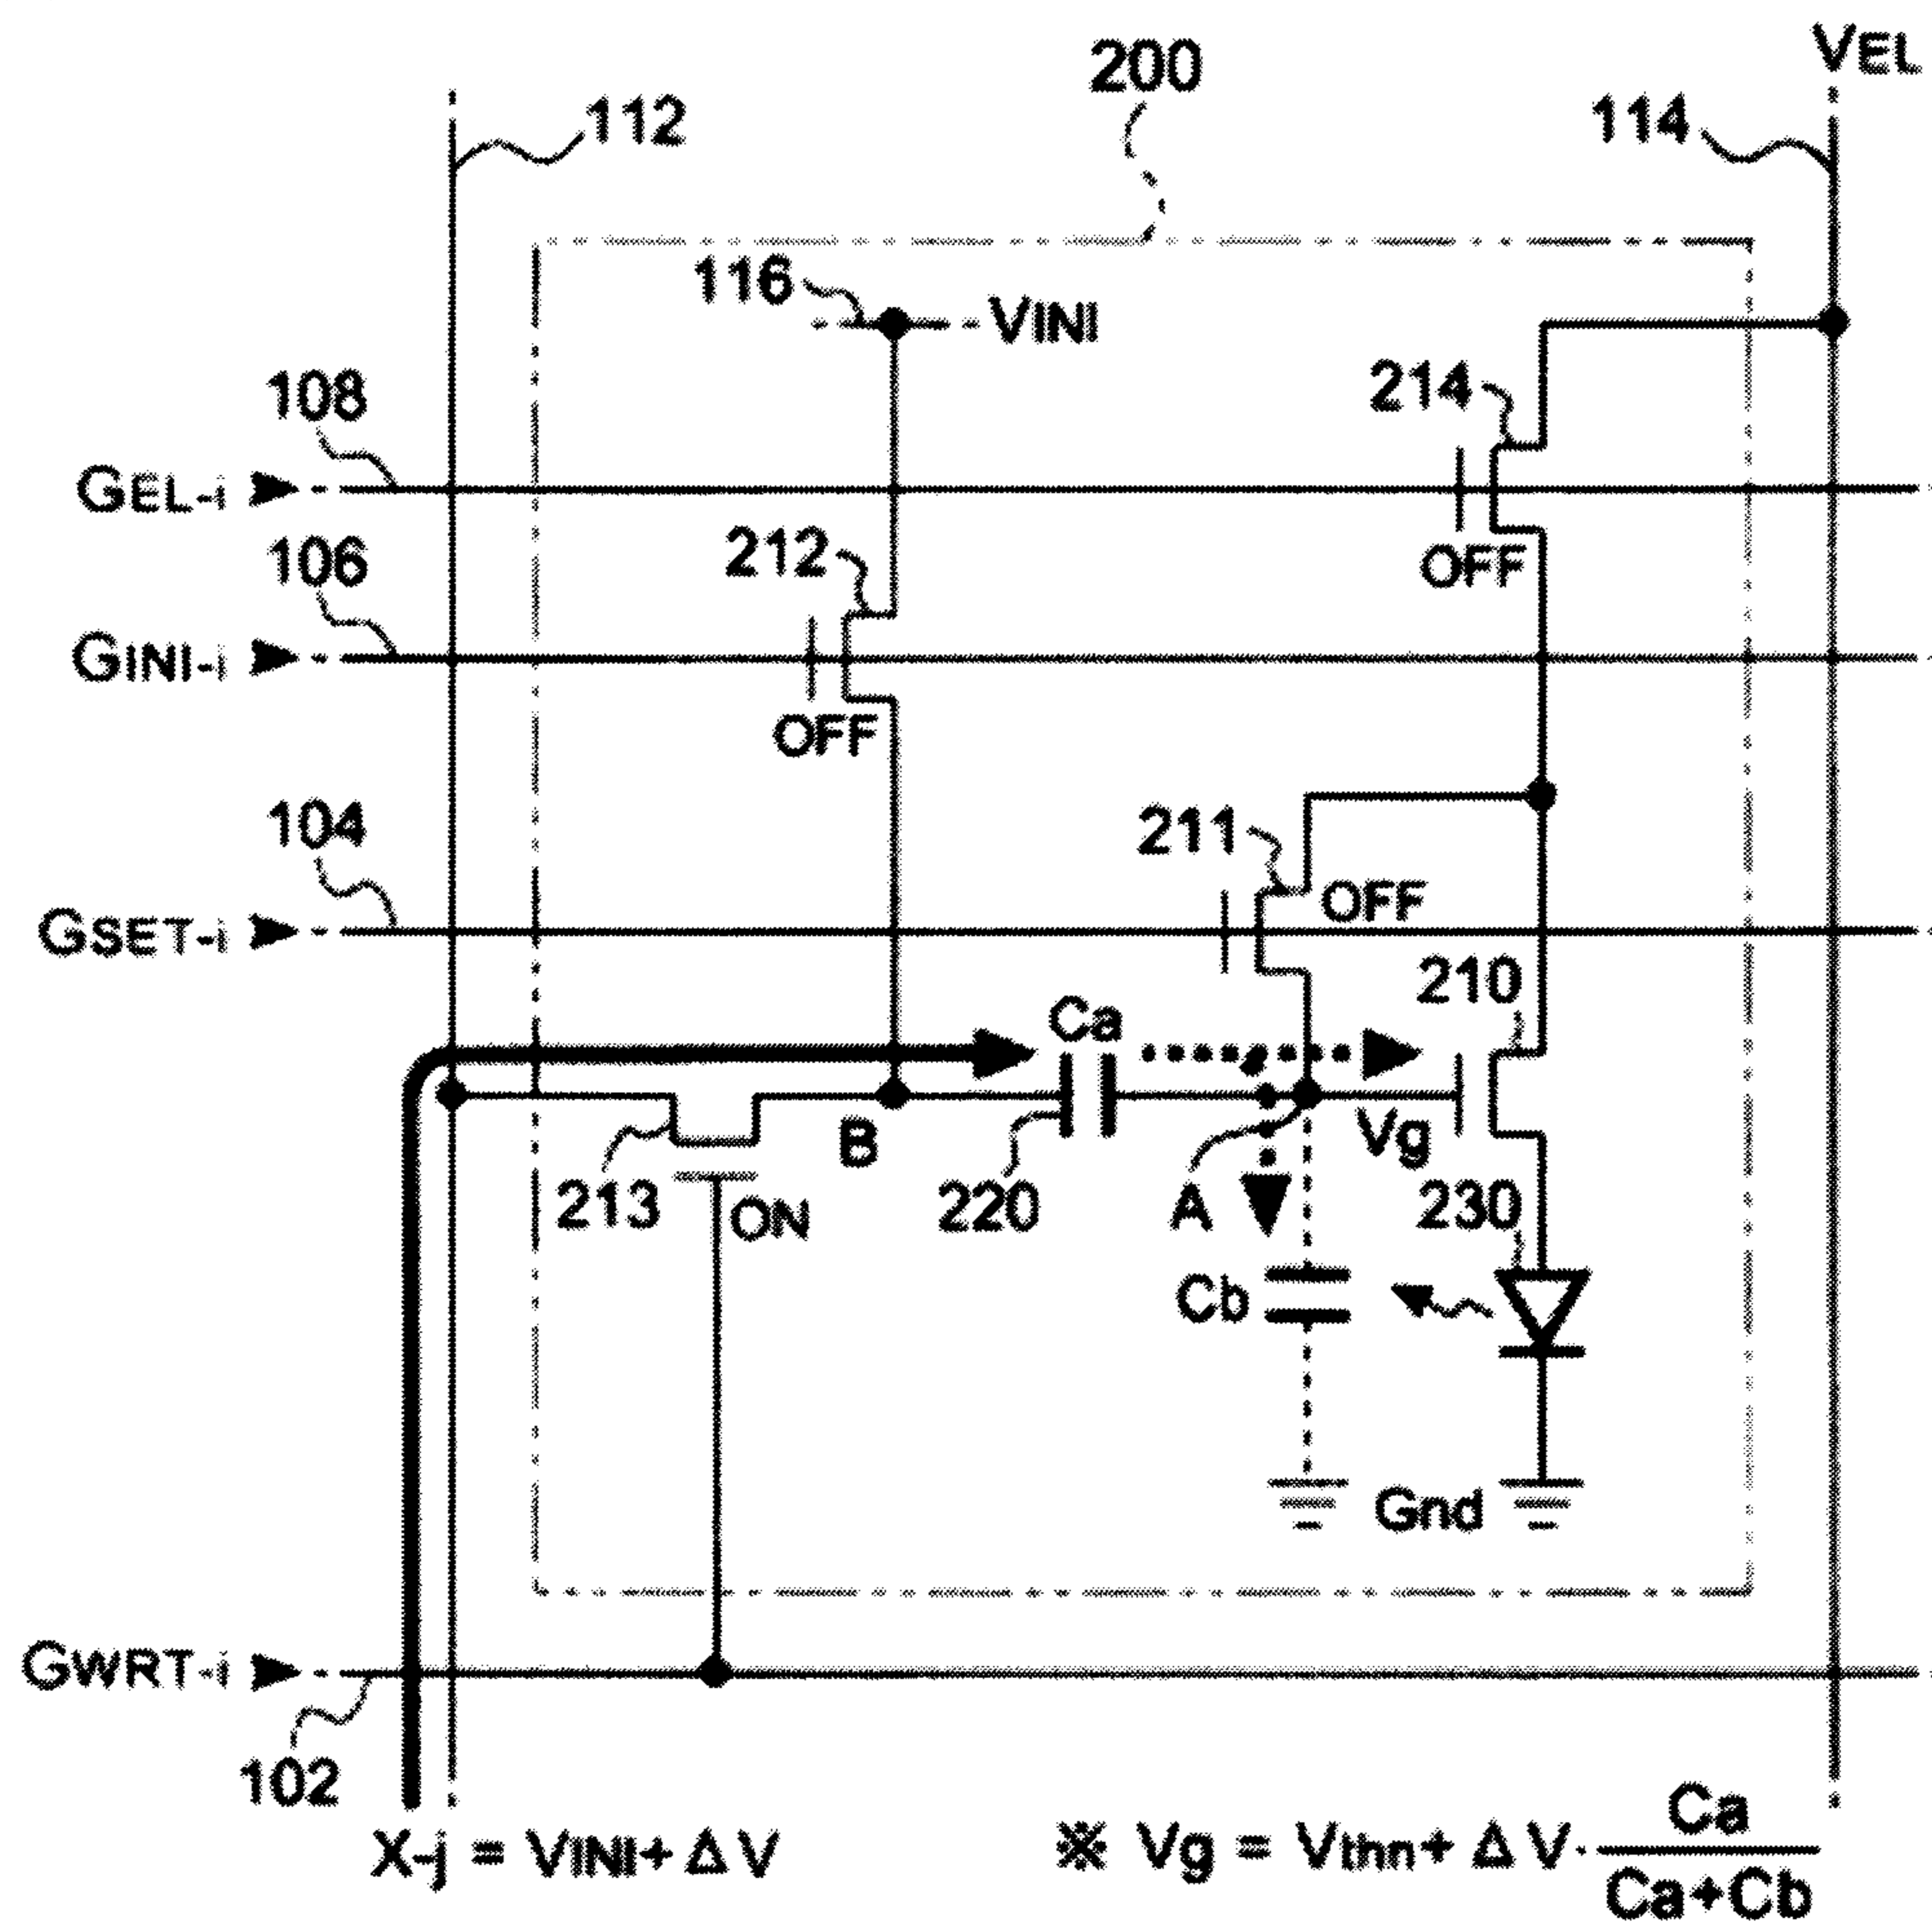 VEL
200
112
114
116
VINI
214
108
GEL-i
OFF
212
106
GINI-i
OFF
104
211
OFF
GSET-i
210
Ca
B
Vg
213
ON
220
A
230
Cb
Gnd
GWRT-i
102
X-j = VINI+ΔV
※ Vg = Vthn+ΔV· Ca
Ca+Cb